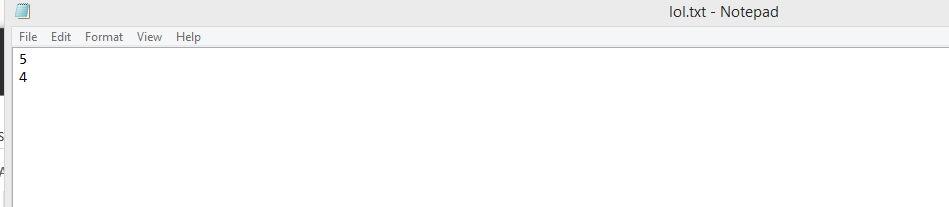 lol.txt - Notepad
File Edit Format View Help
5
4